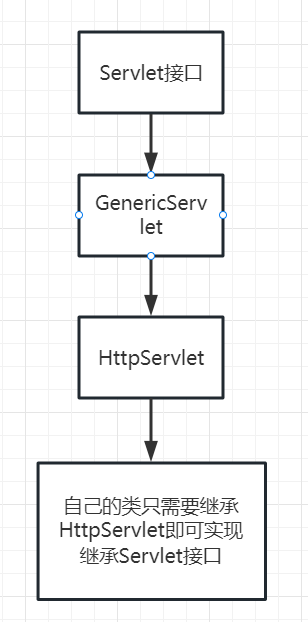 Servlet接口
GenericServ
let
HttpServlet
自己的类只需要继承
HttpServlet即可实现
继承Servlet接口